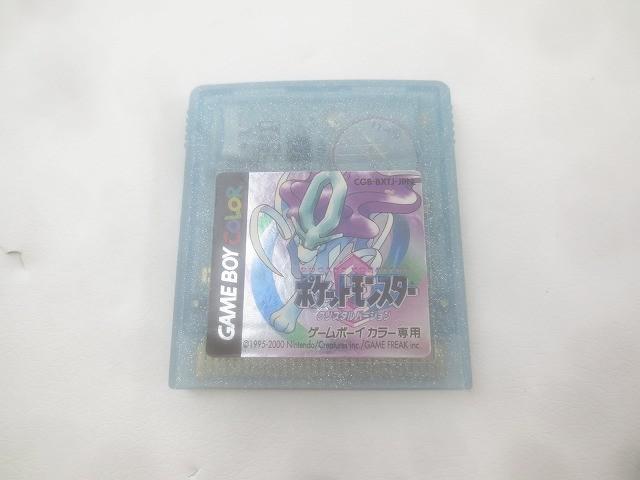 CGB-BXTJ-JPN
GAME BOY COLOR
ポケットモンスター
クリスタルバージョン
ゲームボーイ カラー専用
©1995-2000 Nintendo/Creatures inc./GAME FREAK inc.